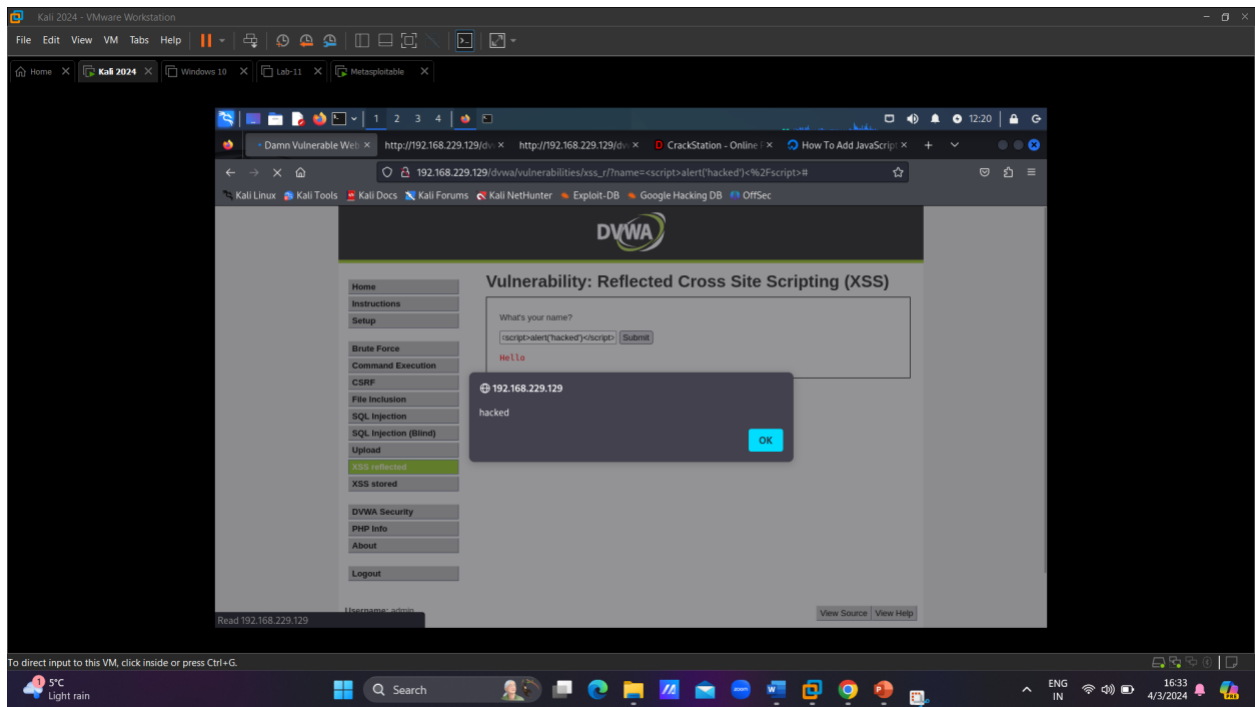 Kali 2024 - VMware Workstation
File Edit View VM Tabs Help
Home Kali 2024 Windows 10 Lab-11 Metasploitable
1 2 3 4 12:20
Damn Vulnerable Web http://192.168.229.129/dv http://192.168.229.129/dv CrackStation - Online How To Add JavaScript
192.168.229.129/dvwa/vulnerabilities/xss_r/?name=<script>alert('hacked')<%2Fscript>#
Kali Linux Kali Tools Kali Docs Kali Forums Kali NetHunter Exploit-DB Google Hacking DB OffSec
DVWA
Home
Instructions
Setup
Brute Force
Command Execution
CSRF
File Inclusion
SQL Injection
SQL Injection (Blind)
Upload
XSS reflected
XSS stored
DVWA Security
PHP Info
About
Logout
Username: admin
Vulnerability: Reflected Cross Site Scripting (XSS)
What's your name?
<script>alert('hacked')</script> Submit
Hello
192.168.229.129
hacked
OK
View Source View Help
Read 192.168.229.129
To direct input to this VM, click inside or press Ctrl+G.
1 5°C
Light rain
Search
ENG
IN
16:33
4/3/2024